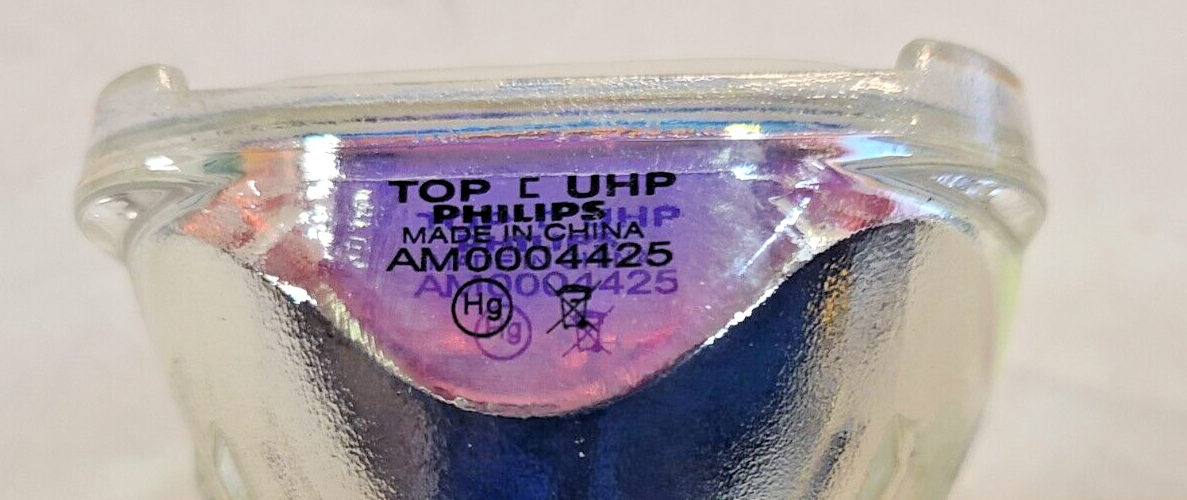 TOP [ UHP
PHILIPS
MADE IN CHINA
AM0004425
Hg